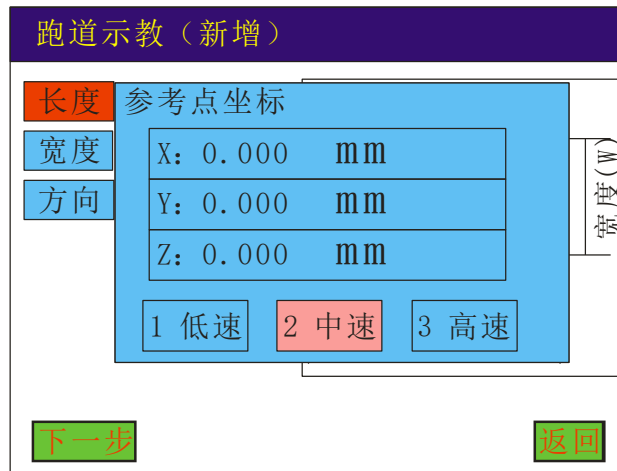 跑道示教（新增）
长度
参考点坐标
宽度
X: 0.000 mm
方向
Y: 0.000 mm
Z: 0.000 mm
宽度(W)
1 低速
2 中速
3 高速
下一步
返回